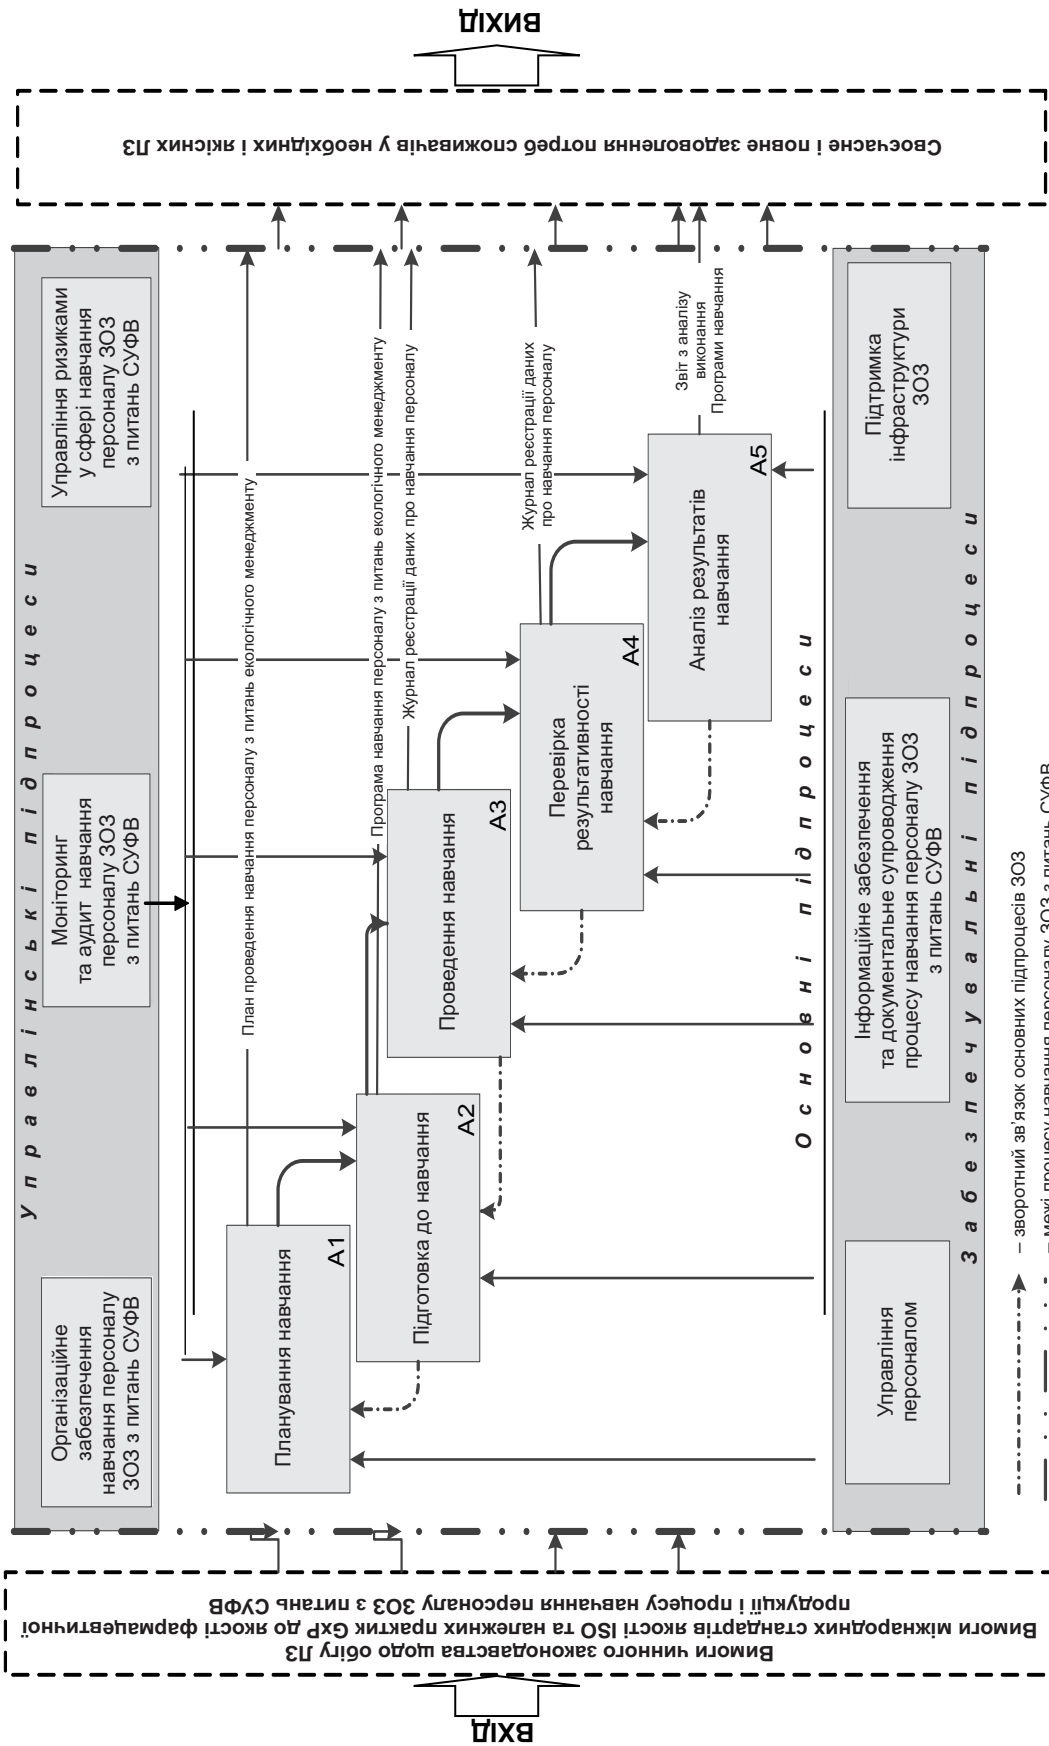 ВХІД
Вимоги чинного законодавства щодо обігу ЛЗ
Вимоги міжнародних стандартів якості ISO та належних практик GxP до якості фармацевтичної
продукції і процесу навчання персоналу ЗОЗ з питань СУФВ
Управлінські підпроцеси
Організаційне
забезпечення
навчання персоналу
ЗОЗ з питань СУФВ
Моніторинг
та аудит навчання
персоналу ЗОЗ
з питань СУФВ
Управління ризиками
у сфері навчання
персоналу ЗОЗ
з питань СУФВ
План проведення навчання персоналу з питань екологічного менеджменту
Планування навчання
А1
Програма навчання персоналу з питань екологічного менеджменту
Підготовка до навчання
А2
Журнал реєстрації даних про навчання персоналу
Проведення навчання
А3
Журнал реєстрації даних
про навчання персоналу
Перевірка
результативності
навчання
А4
Звіт з аналізу
виконання
Програми навчання
Аналіз результатів
навчання
А5
Основні підпроцеси
Управління
персоналом
Інформаційне забезпечення
та документальне супроводження
процесу навчання персоналу ЗОЗ
з питань СУФВ
Підтримка
інфраструктури
ЗОЗ
Забезпечувальні підпроцеси
Своєчасне і повне задоволення потреб споживачів у необхідних і якісних ЛЗ
ВИХІД
– зворотний зв’язок основних підпроцесів ЗОЗ
– межі процесу навчання персоналу ЗОЗ з питань СУФВ